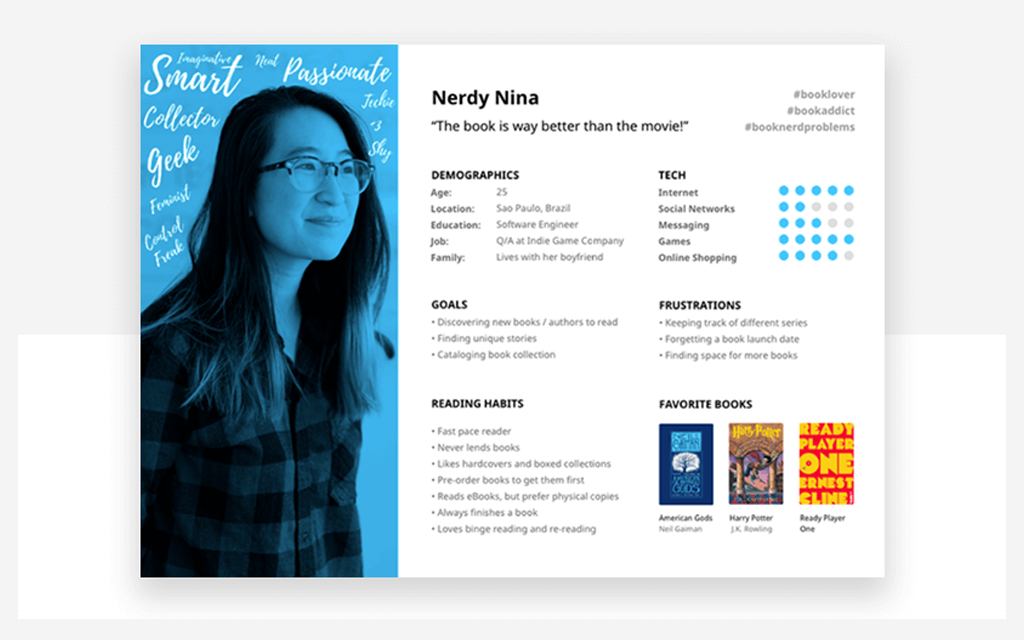 Imaginative
Neat
Smart
Passionate
Techie
Collector
<3
Geek
Shy
Feminist
Control
Freak
Nerdy Nina
“The book is way better than the movie!”
#booklover
#bookaddict
#booknerdproblems
DEMOGRAPHICS
Age: 25
Location: Sao Paulo, Brazil
Education: Software Engineer
Job: Q/A at Indie Game Company
Family: Lives with her boyfriend
TECH
Internet
Social Networks
Messaging
Games
Online Shopping
GOALS
• Discovering new books / authors to read
• Finding unique stories
• Cataloging book collection
FRUSTRATIONS
• Keeping track of different series
• Forgetting a book launch date
• Finding space for more books
READING HABITS
• Fast pace reader
• Never lends books
• Likes hardcovers and boxed collections
• Pre-order books to get them first
• Reads eBooks, but prefer physical copies
• Always finishes a book
• Loves binge reading and re-reading
FAVORITE BOOKS
NEIL
GAIMAN
AMERICAN
GODS
Harry Potter
READY
PLAYER
ONE
ERNEST
CLINE
American Gods
Neil Gaiman
Harry Potter
J.K. Rowling
Ready Player
One